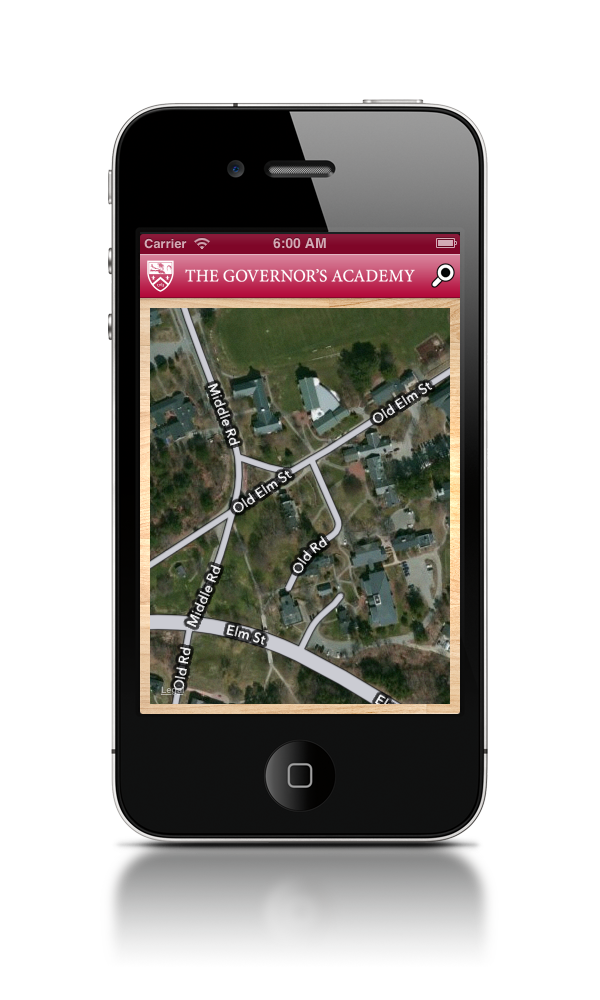 Carrier
6:00 AM
THE GOVERNOR'S ACADEMY
Middle Rd
Old Elm St
Old Elm St
Old Rd
Middle Rd
Elm St
Old Rd
Legal
El